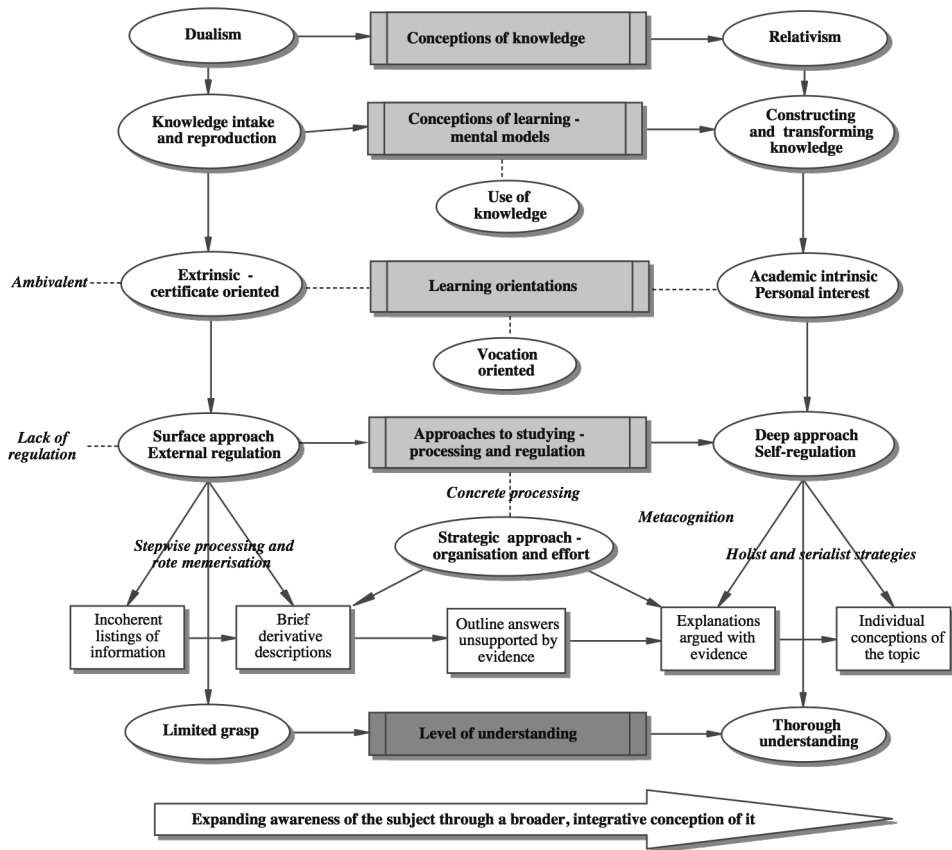 Dualism
Conceptions of knowledge
Relativism
Knowledge intake
and reproduction
Conceptions of learning -
mental models
Constructing
and transforming
knowledge
Use of
knowledge
Ambivalent
Extrinsic -
certificate oriented
Learning orientations
Academic intrinsic
Personal interest
Vocation
oriented
Lack of
regulation
Surface approach
External regulation
Approaches to studying -
processing and regulation
Deep approach
Self-regulation
Concrete processing
Metacognition
Stepwise processing and
rote memerisation
Strategic approach -
organisation and effort
Holist and serialist strategies
Incoherent
listings of
information
Brief
derivative
descriptions
Outline answers
unsupported by
evidence
Explanations
argued with
evidence
Individual
conceptions of
the topic
Limited grasp
Level of understanding
Thorough
understanding
Expanding awareness of the subject through a broader, integrative conception of it